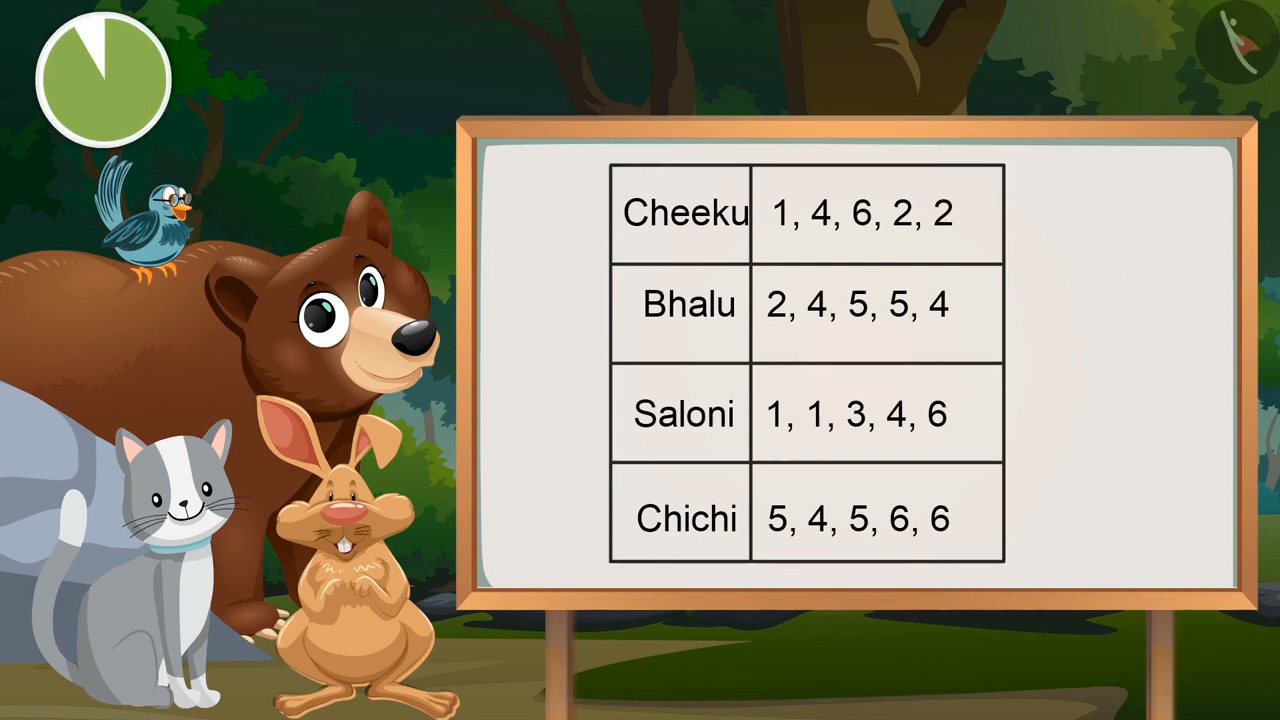 Cheeku 1, 4, 6, 2, 2
Bhalu 2, 4, 5, 5, 4
Saloni 1, 1, 3, 4, 6
Chichi 5, 4, 5, 6, 6